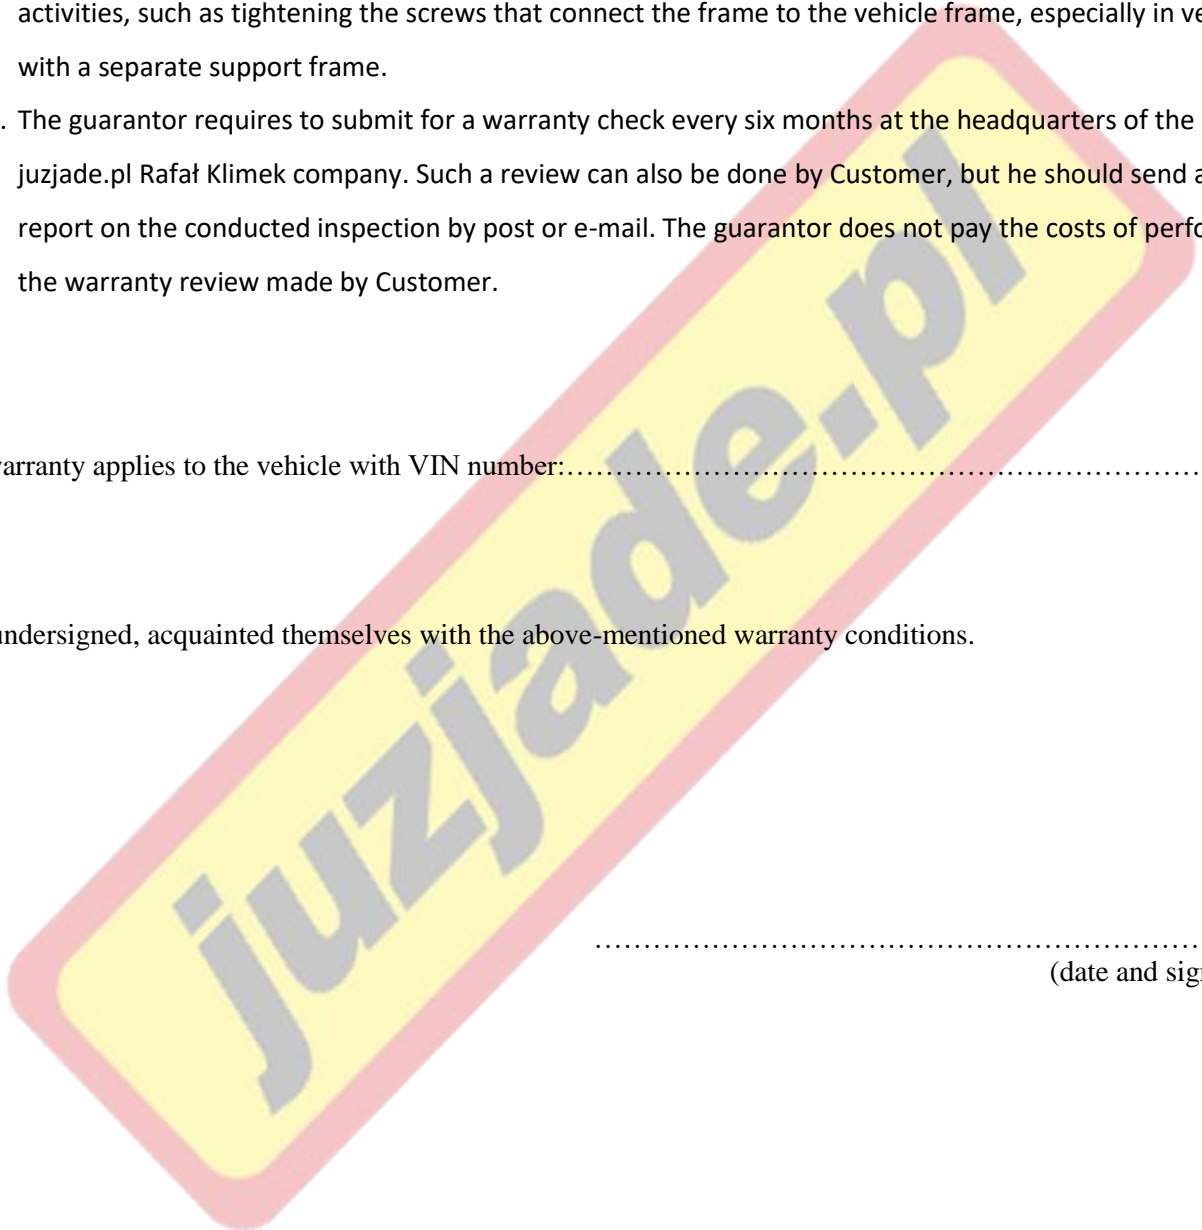 activities, such as tightening the screws that connect the frame to the vehicle frame, especially in ve
with a separate support frame.
. The guarantor requires to submit for a warranty check every six months at the headquarters of the
juzjade.pl Rafał Klimek company. Such a review can also be done by Customer, but he should send a
report on the conducted inspection by post or e-mail. The guarantor does not pay the costs of perfo
the warranty review made by Customer.
arranty applies to the vehicle with VIN number:……………………………………………………………………
undersigned, acquainted themselves with the above-mentioned warranty conditions.
…………………………………………………………………
(date and sig
juzjade.pl